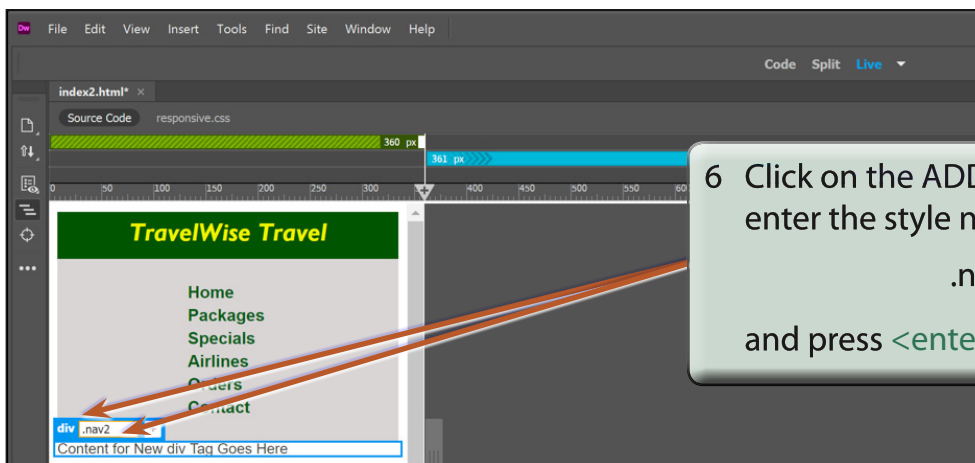 Dw File Edit View Insert Tools Find Site Window Help
Code Split Live
index2.html* ×
Source Code responsive.css
360 px
361 px
0 50 100 150 200 250 300 400 450 500 550
TravelWise Travel
Home
Packages
Specials
Airlines
Orders
Contact
div .nav2
Content for New div Tag Goes Here
6 Click on the
enter the style
and press